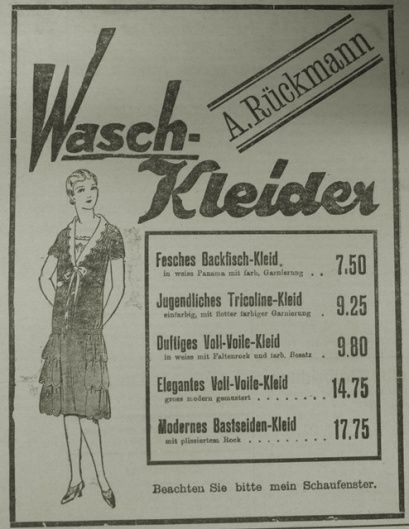 A. Rückmann
Wasch-
Kleider
Fesches Backfisch-Kleid,
in weiss Panama mit farb. Garnierung . . 7.50
Jugendliches Tricoline-Kleid
einfarbig, mit flotter farbiger Garnierung . 9.25
Duftiges Voll-Voile-Kleid
in weiss mit Faltenrock und farb. Besatz . 9.80
Elegantes Voll-Voile-Kleid
gross modern gemustert . . . . . . . . 14.75
Modernes Bastseiden-Kleid
mit plissiertem Rock . . . . . . . . . 17.75
Beachten Sie bitte mein Schaufenster.